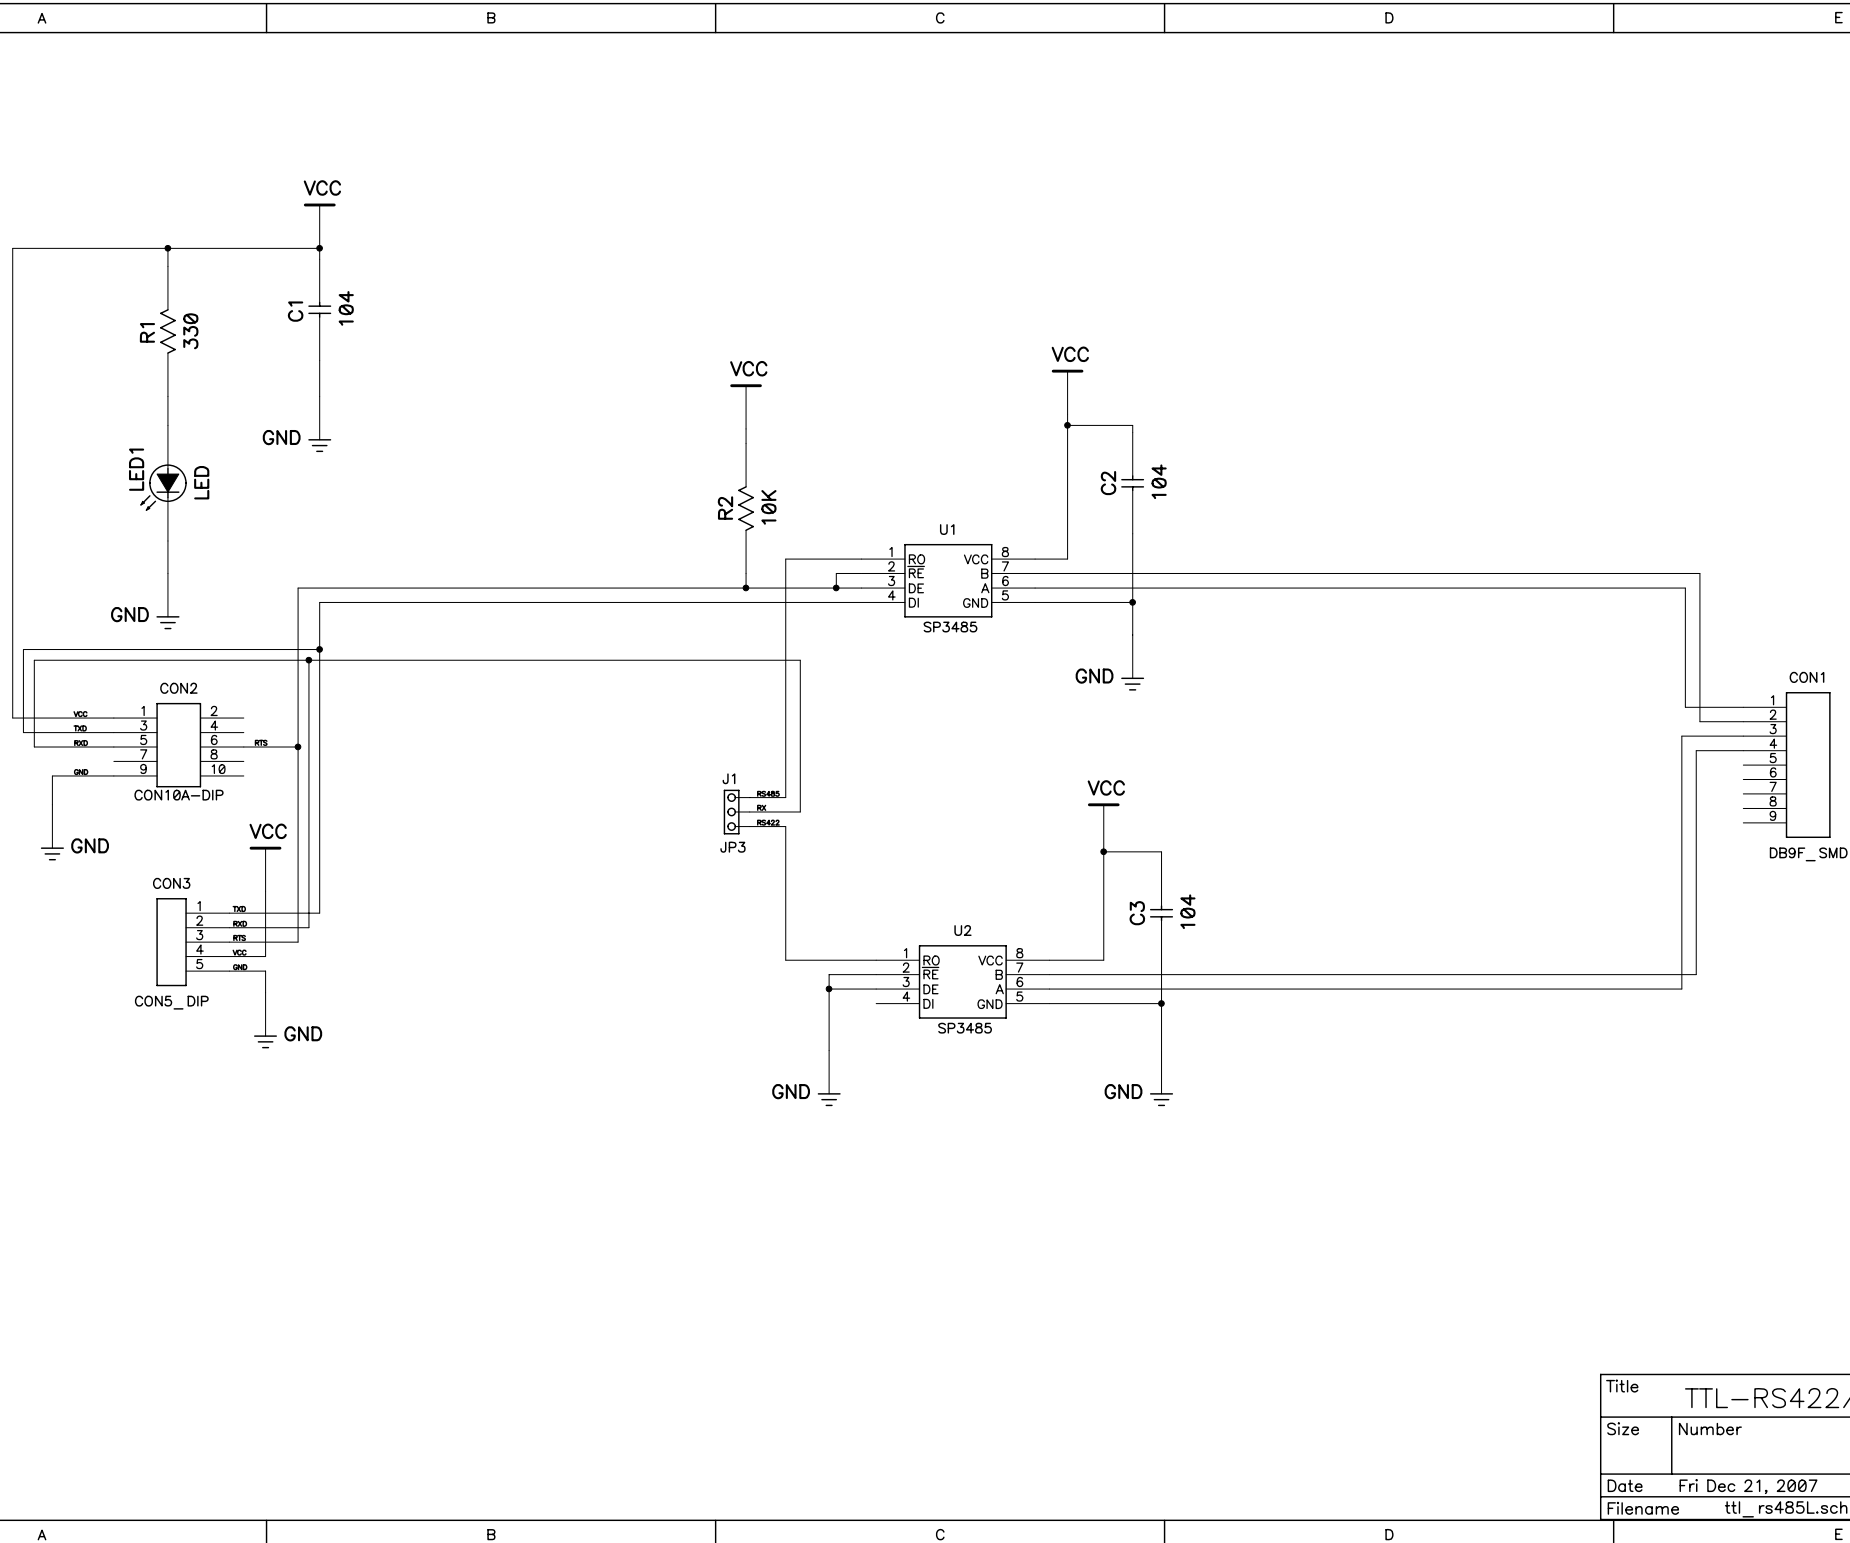 A B C D E
VCC
C1 104
R1 330
GND
LED1 LED
GND
VCC
R2 10K
VCC
C2 104
U1
1 RO VCC 8
2 RE B 7
3 DE A 6
4 DI GND 5
SP3485
GND
CON2
VCC 1 2
TXD 3 4
RXD 5 6 RTS
7 8
GND 9 10
CON10A-DIP
GND
VCC
CON3
1 TXD
2 RXD
3 RTS
4 VCC
5 GND
CON5_DIP
GND
J1
RS485
RX
RS422
JP3
VCC
C3 104
U2
1 RO VCC 8
2 RE B 7
3 DE A 6
4 DI GND 5
SP3485
GND
GND
CON1
1
2
3
4
5
6
7
8
9
DB9F_SMD
Title TTL-RS422/
Size Number
Date Fri Dec 21, 2007
Filename ttl_rs485L.sch
A B C D E